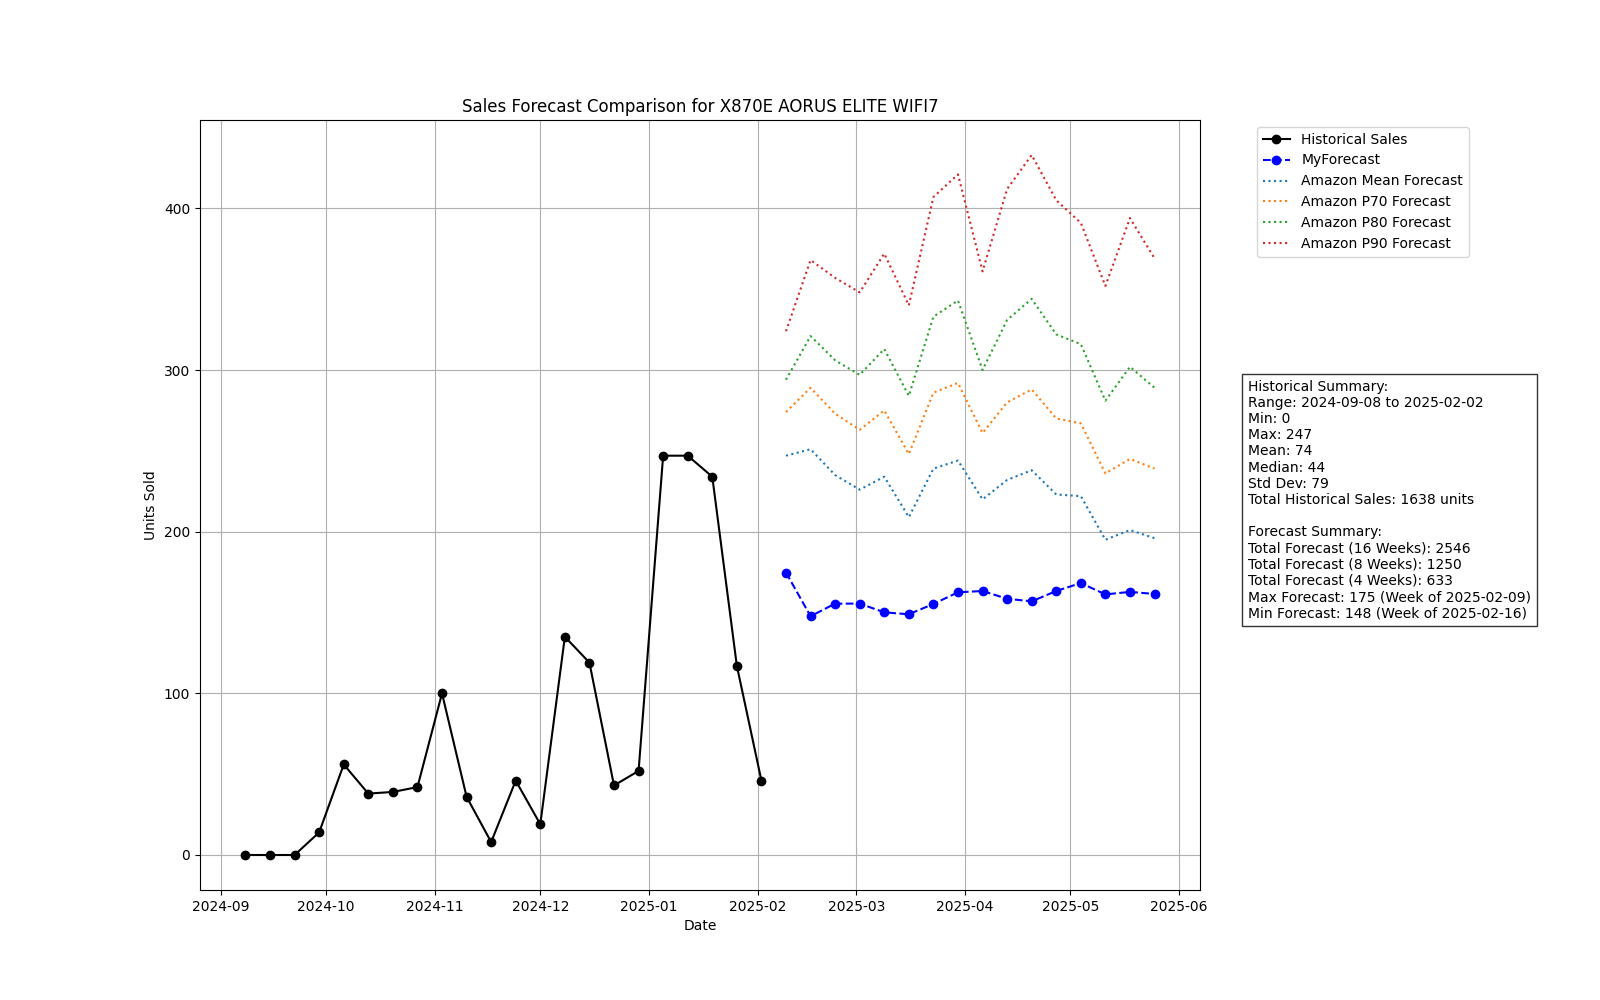 Sales Forecast Comparison for X870E AORUS ELITE WIFI7
Historical Sales
MyForecast
Amazon Mean Forecast
Amazon P70 Forecast
Amazon P80 Forecast
Amazon P90 Forecast
Units Sold
400
300
200
100
0
2024-09
2024-10
2024-11
2024-12
2025-01
2025-02
2025-03
2025-04
2025-05
2025-06
Date
Historical Summary:
Range: 2024-09-08 to 2025-02-02
Min: 0
Max: 247
Mean: 74
Median: 44
Std Dev: 79
Total Historical Sales: 1638 units
Forecast Summary:
Total Forecast (16 Weeks): 2546
Total Forecast (8 Weeks): 1250
Total Forecast (4 Weeks): 633
Max Forecast: 175 (Week of 2025-02-09)
Min Forecast: 148 (Week of 2025-02-16)